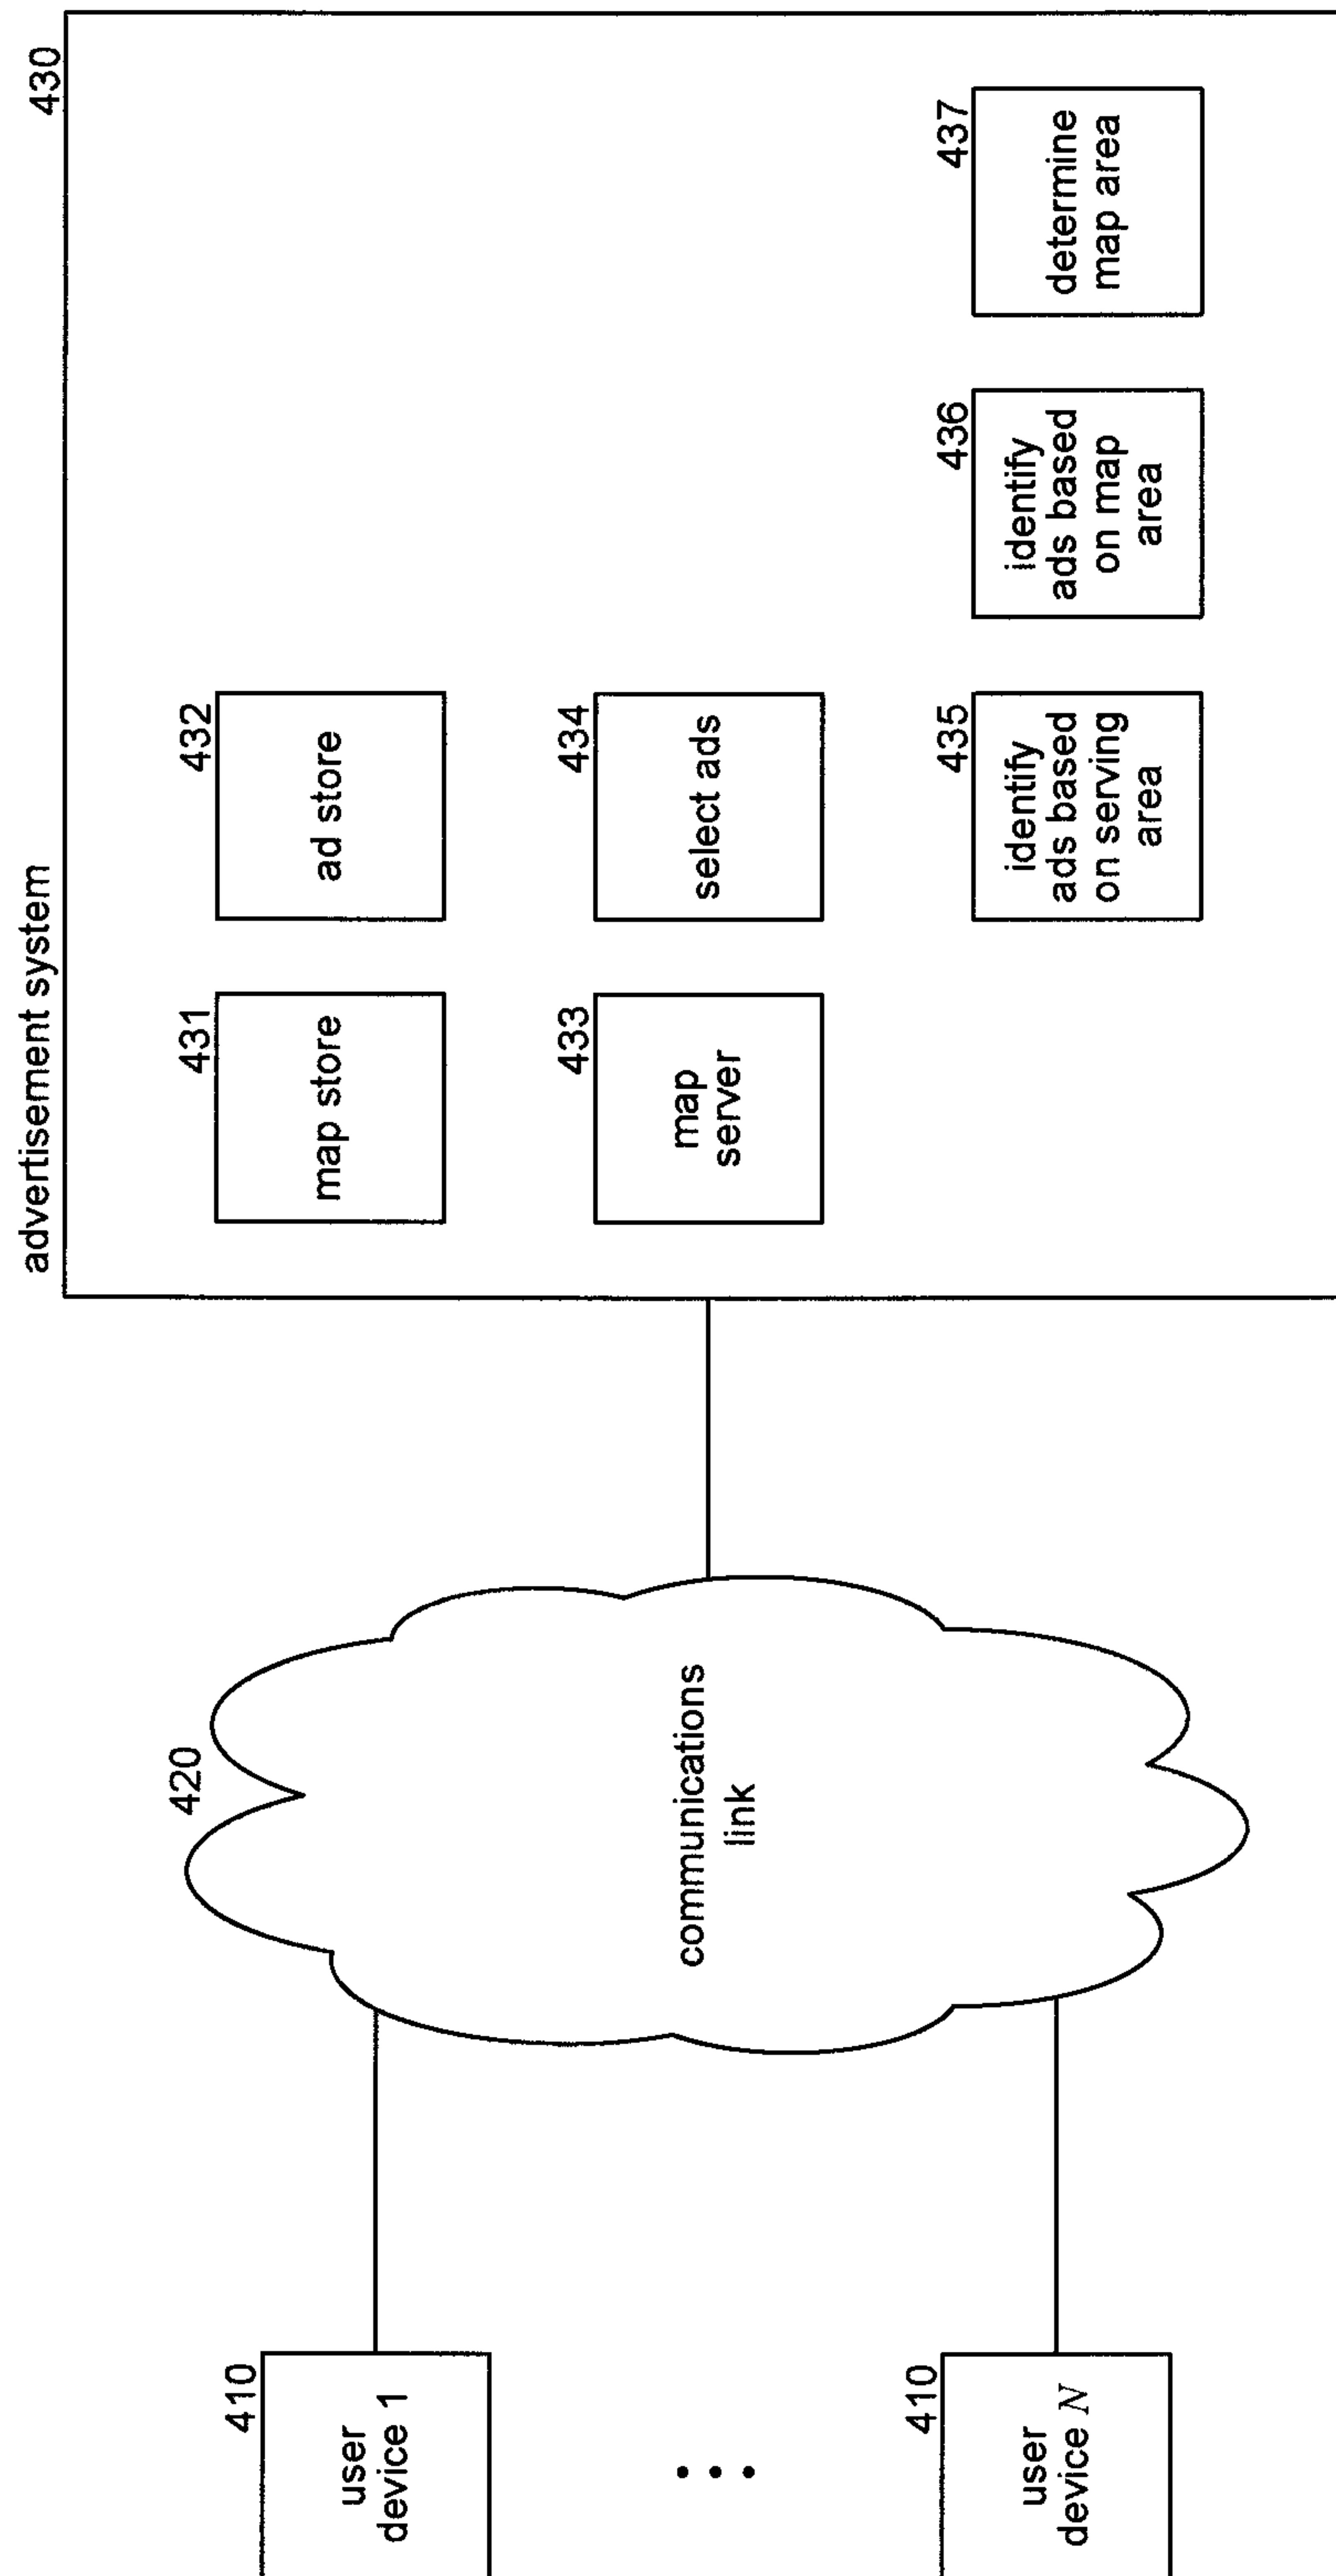 advertisement system
430
410
user
device 1
410
user
device N
420
communications
link
431
map store
432
ad store
433
map
server
434
select ads
435
identify
ads based
on serving
area
436
identify
ads based
on map
area
437
determine
map area